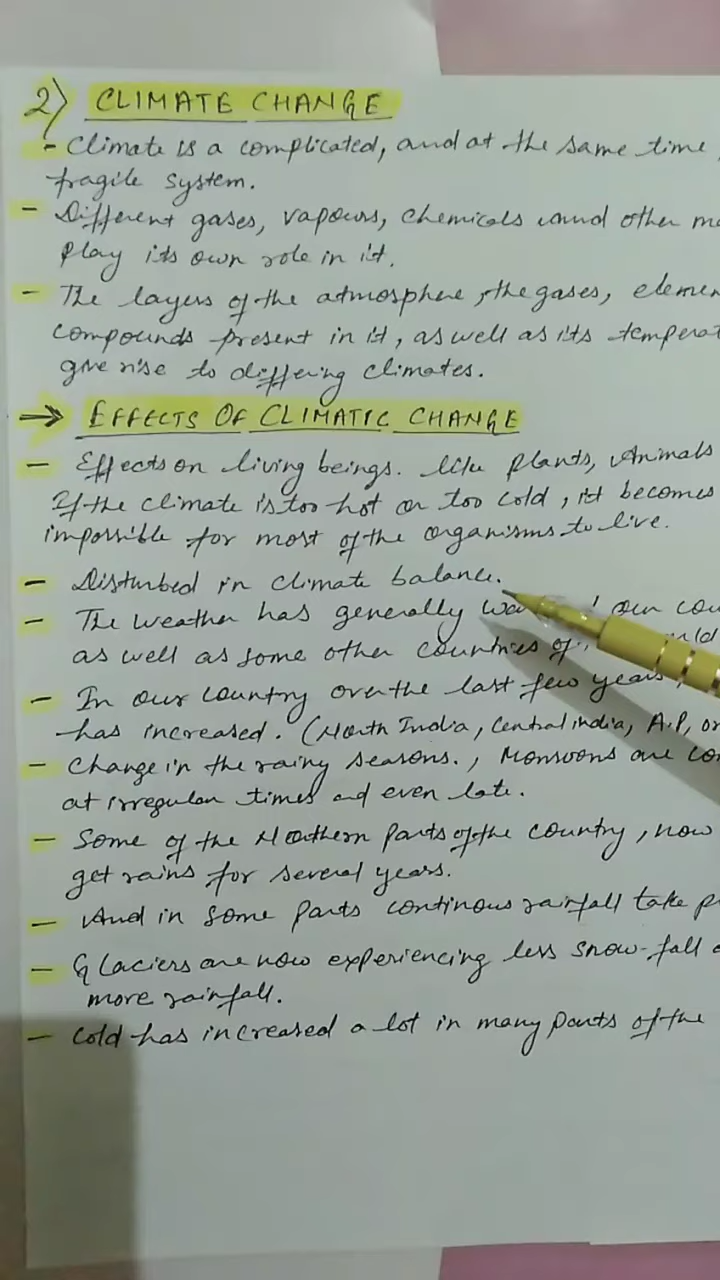 2) CLIMATE CHANGE
- Climate is a complicated, and at the same time
fragile system.
- Different gases, vapours, chemicals and other
play its own role in it.
- The layers of the atmosphere, the gases,
compounds present in it, as well as its
give rise to differing climates.
→ EFFECTS OF CLIMATIC CHANGE
- Effects on living beings. like plants, Animals
If the climate is too hot or too cold, it becomes
impossible for most of the organisms to live.
- Disturbed in climate balance.
- The weather has generally our
as well as some other countries of
- In our country over the last few years
has increased. (North India, Central india, A.P, or
- Change in the rainy seasons., Monsoons are
at irregular times and even late.
- Some of the Northern parts of the country, now
get rains for several years.
- And in some parts continous rainfall take
- Glaciers are now experiencing less snow-fall
more rainfall.
- Cold has increased a lot in many parts of the